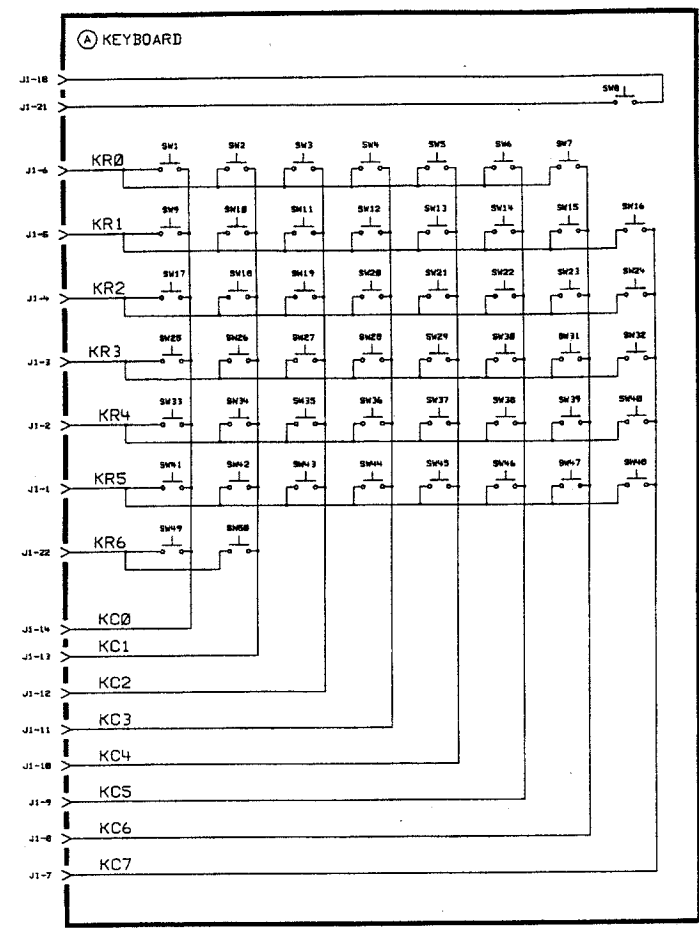 A KEYBOARD
SW8
J1-18
J1-21
SW1 SW2 SW3 SW4 SW5 SW6 SW7
KRØ
J1-6
SW9 SW10 SW11 SW12 SW13 SW14 SW15 SW16
KR1
J1-5
SW17 SW18 SW19 SW20 SW21 SW22 SW23 SW24
KR2
J1-4
SW25 SW26 SW27 SW28 SW29 SW30 SW31 SW32
KR3
J1-3
SW33 SW34 SW35 SW36 SW37 SW38 SW39 SW40
KR4
J1-2
SW41 SW42 SW43 SW44 SW45 SW46 SW47 SW48
KR5
J1-1
SW49 SW50
KR6
J1-22
KCØ
J1-14
KC1
J1-13
KC2
J1-12
KC3
J1-11
KC4
J1-10
KC5
J1-9
KC6
J1-8
KC7
J1-7